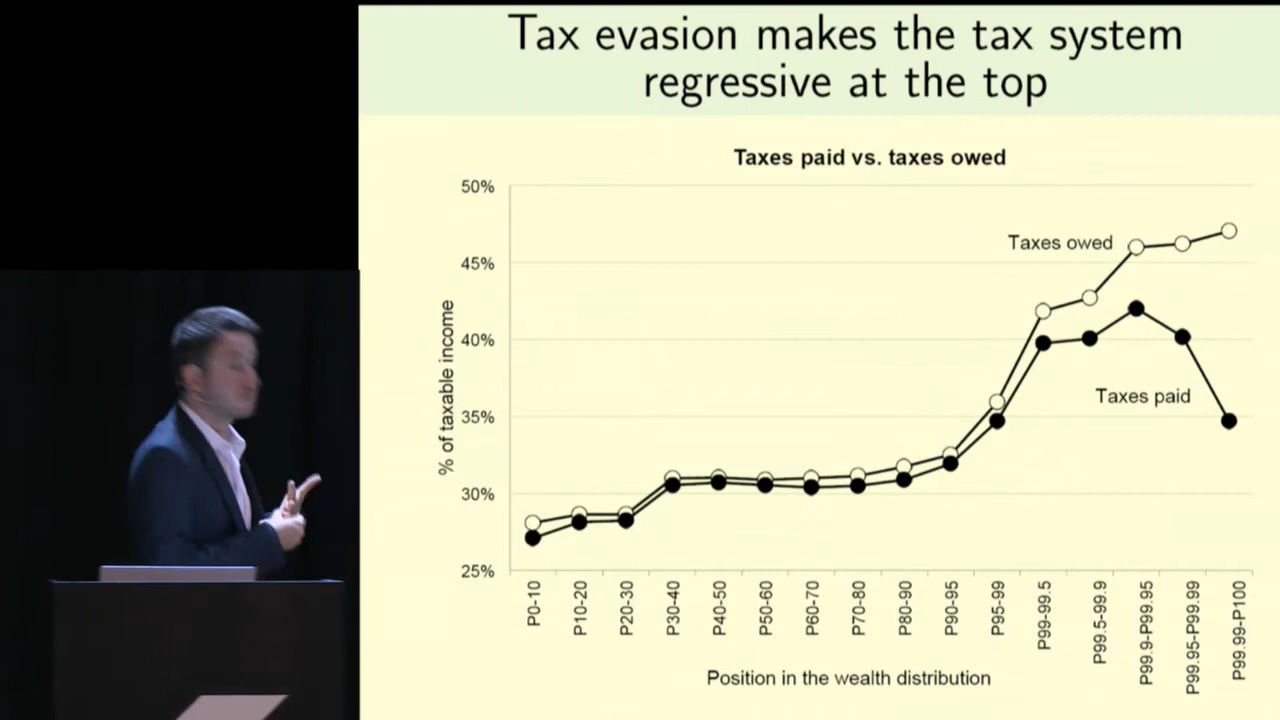 Tax evasion makes the tax system
regressive at the top
Taxes paid vs. taxes owed
50%
45%
40%
35%
30%
25%
% of taxable income
Taxes owed
Taxes paid
P0-10
P10-20
P20-30
P30-40
P40-50
P50-60
P60-70
P70-80
P80-90
P90-95
P95-99
P99-99.5
P99.5-99.9
P99.9-P99.95
P99.95-P99.99
P99.99-P100
Position in the wealth distribution